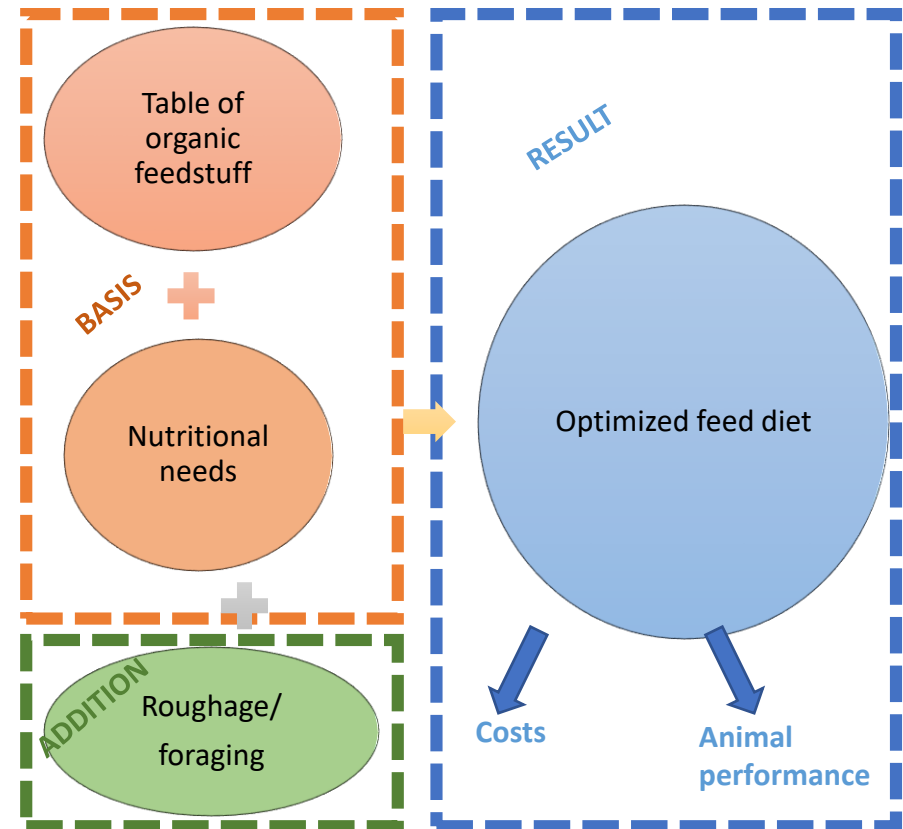 Table of
organic
feedstuff
BASIS
Nutritional
needs
ADDITION
Roughage/
foraging
RESULT
Optimized feed diet
Costs
Animal
performance